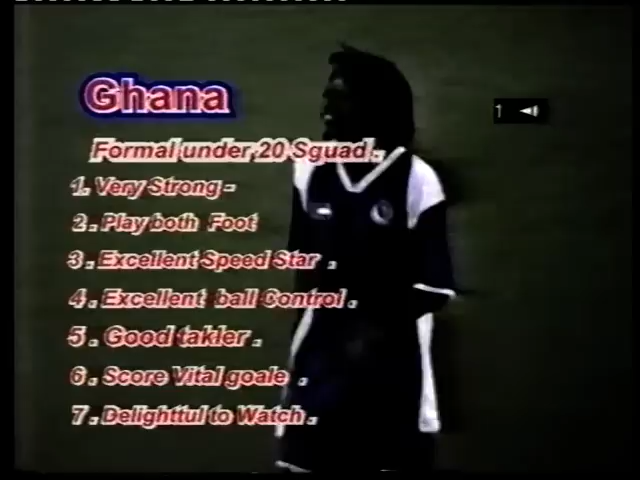 Ghana
Formal under 20 Sguad .
1. Very Strong -
2 . Play both Foot
3 . Excellent Speed Star .
4 . Excellent ball Control .
5 . Good takler .
6 . Score Vital goale .
7 . Delighttul to Watch .
1